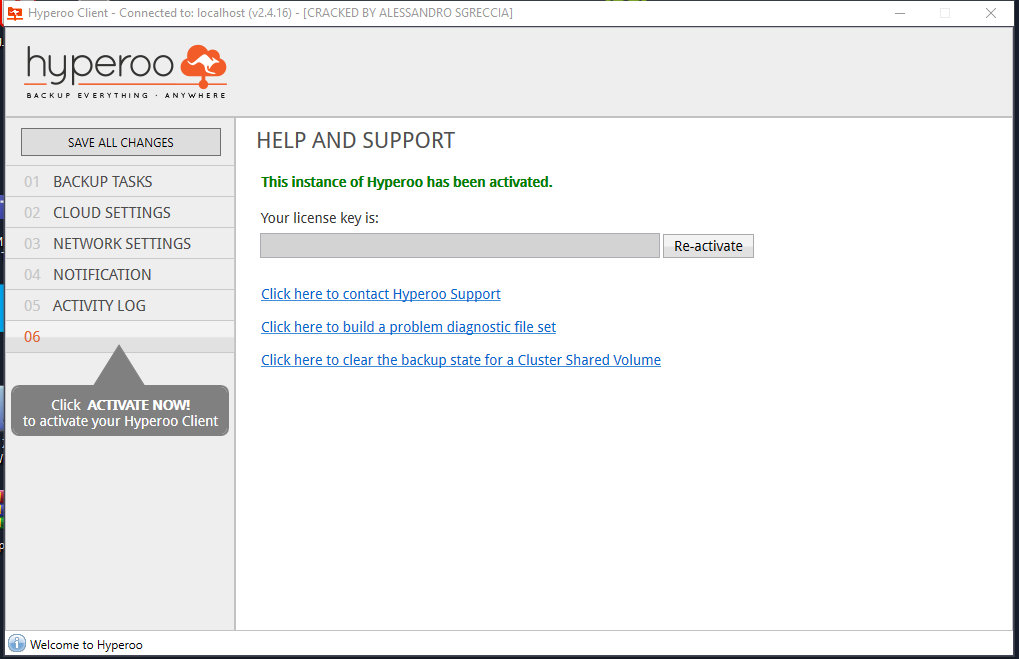 Hyperoo Client - Connected to: localhost (v2.4.16) - [CRACKED BY ALESSANDRO SGRECCIA]
hyperoo
BACKUP EVERYTHING · ANYWHERE
SAVE ALL CHANGES
01 BACKUP TASKS
02 CLOUD SETTINGS
03 NETWORK SETTINGS
04 NOTIFICATION
05 ACTIVITY LOG
06
Click ACTIVATE NOW!
to activate your Hyperoo Client
HELP AND SUPPORT
This instance of Hyperoo has been activated.
Your license key is:
Re-activate
Click here to contact Hyperoo Support
Click here to build a problem diagnostic file set
Click here to clear the backup state for a Cluster Shared Volume
Welcome to Hyperoo